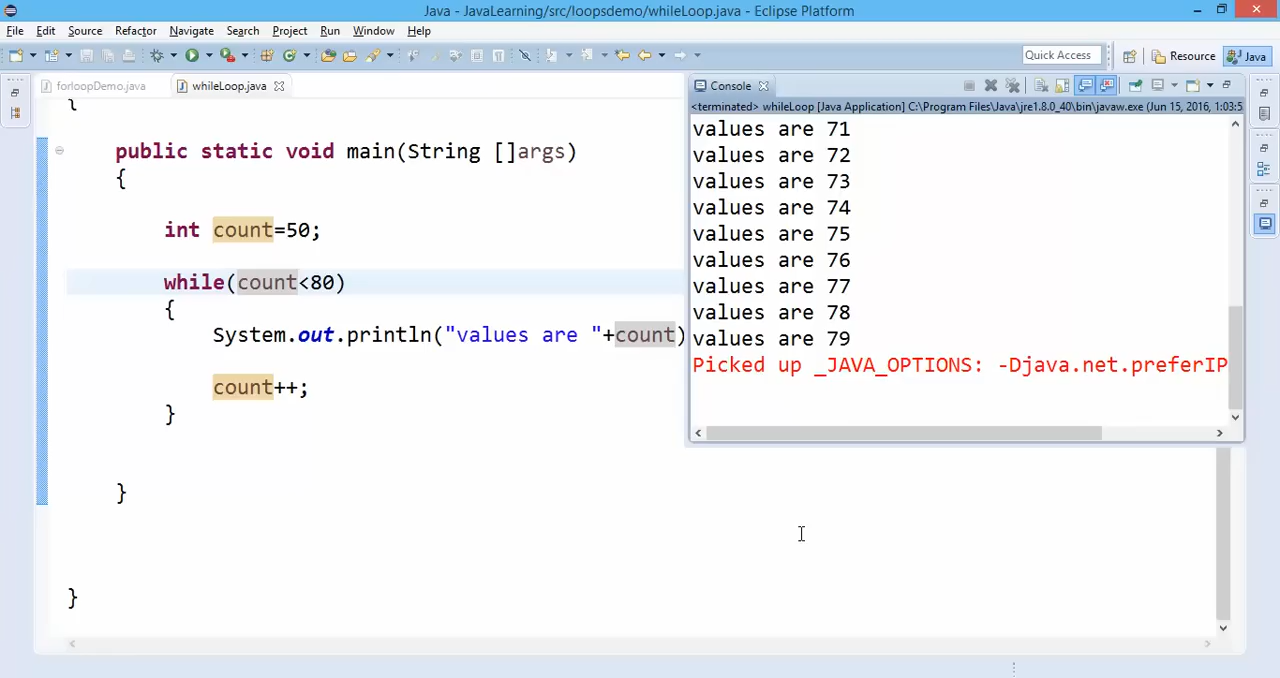 Java - JavaLearning/src/loopsdemo/whileLoop.java - Eclipse Platform
File Edit Source Refactor Navigate Search Project Run Window Help
Quick Access Resource Java
forloopDemo.java whileLoop.java
{
public static void main(String []args)
{
int count=50;
while(count<80)
{
System.out.println("values are "+count)
count++;
}
}
}
Console
<terminated> whileLoop [Java Application] C:\Program Files\Java\jre1.8.0_40\bin\javaw.exe (Jun 15, 2016, 1:03:5
values are 71
values are 72
values are 73
values are 74
values are 75
values are 76
values are 77
values are 78
values are 79
Picked up _JAVA_OPTIONS: -Djava.net.preferIP